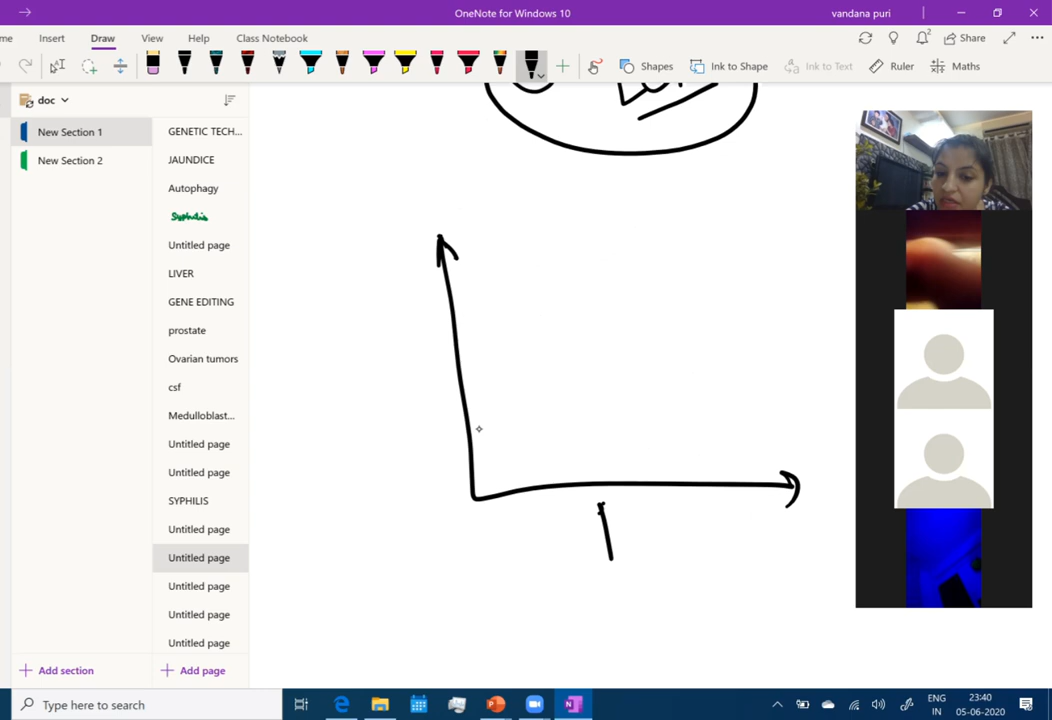 OneNote for Windows 10
vandana puri
me
Insert
Draw
View
Help
Class Notebook
Share
Shapes
Ink to Shape
Ink to Text
Ruler
Maths
doc
New Section 1
New Section 2
GENETIC TECH...
JAUNDICE
Autophagy
Syphilis
Untitled page
LIVER
GENE EDITING
prostate
Ovarian tumors
csf
Medulloblast...
Untitled page
Untitled page
SYPHILIS
Untitled page
Untitled page
Untitled page
Untitled page
Untitled page
Add section
Add page
Type here to search
ENG
IN
23:40
05-06-2020